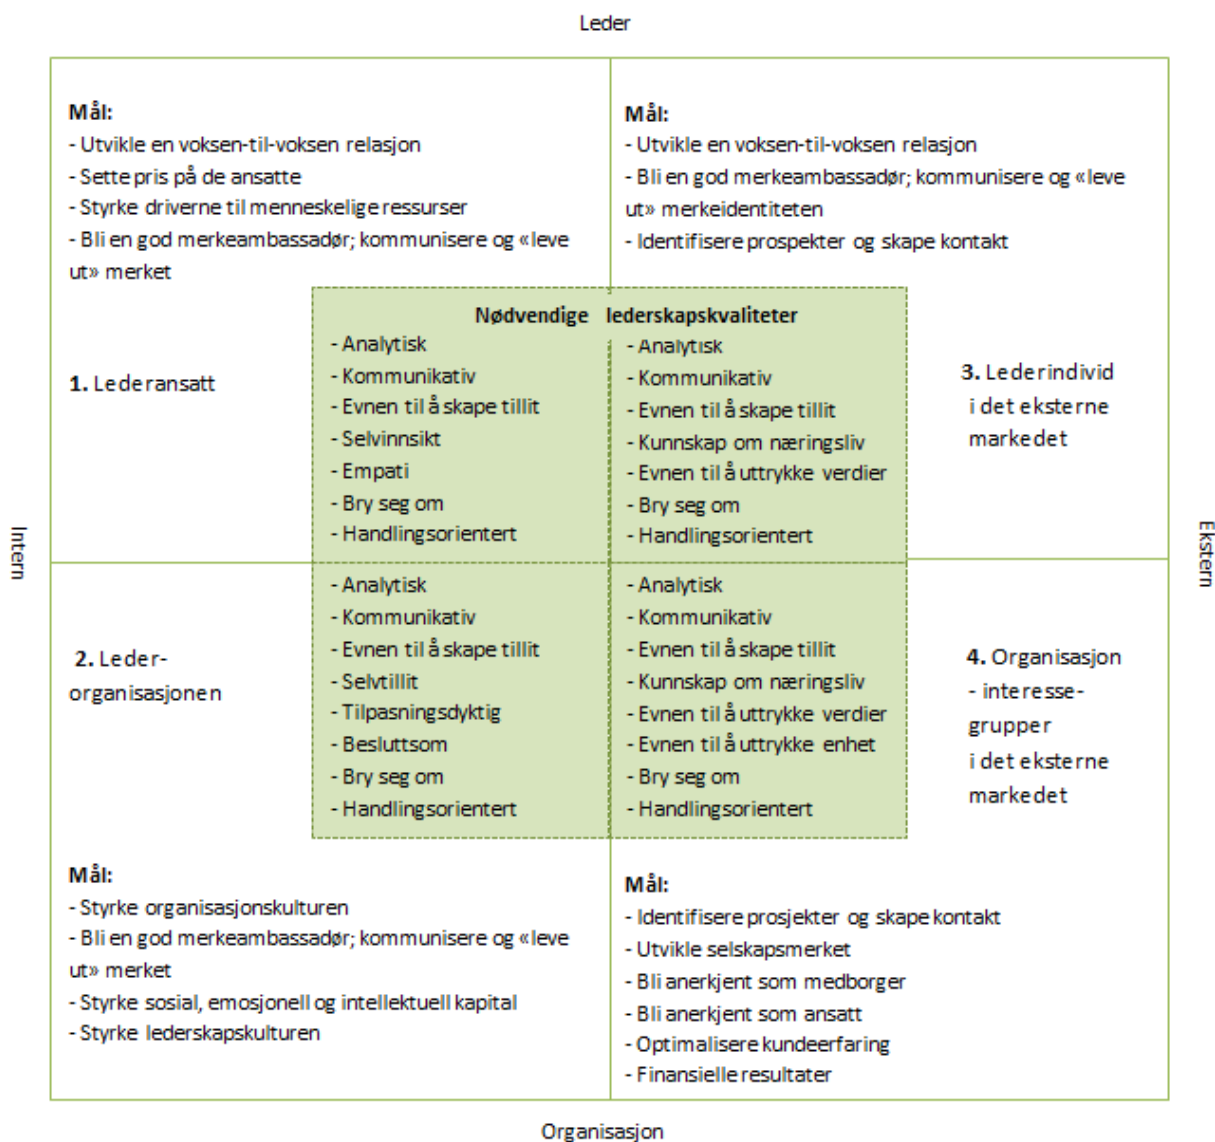 Leder
Mål:
- Utvikle en voksen-til-voksen relasjon
- Sette pris på de ansatte
- Styrke driverne til menneskelige ressurser
- Bli en god merkeambassadør; kommunisere og «leve
ut» merket
Mål:
- Utvikle en voksen-til-voksen relasjon
- Bli en god merkeambassadør; kommunisere og «leve
ut» merkeidentiteten
- Identifisere prospekter og skape kontakt
Nødvendige lederskapskvaliteter
1. Lederansatt
- Analytisk
- Kommunikativ
- Evnen til å skape tillit
- Selvinnsikt
- Empati
- Bry seg om
- Handlingsorientert
- Analytisk
- Kommunikativ
- Evnen til å skape tillit
- Kunnskap om næringsliv
- Evnen til å uttrykke verdier
- Bry seg om
- Handlingsorientert
3. Lederindivid
i det eksterne
markedet
Intern
Ekstern
2. Leder-
organisasjonen
- Analytisk
- Kommunikativ
- Evnen til å skape tillit
- Selvtillit
- Tilpasningsdyktig
- Besluttsom
- Bry seg om
- Handlingsorientert
- Analytisk
- Kommunikativ
- Evnen til å skape tillit
- Kunnskap om næringsliv
- Evnen til å uttrykke verdier
- Evnen til å uttrykke enhet
- Bry seg om
- Handlingsorientert
4. Organisasjon
- interesse-
grupper
i det eksterne
markedet
Mål:
- Styrke organisasjonskulturen
- Bli en god merkeambassadør; kommunisere og «leve
ut» merket
- Styrke sosial, emosjonell og intellektuell kapital
- Styrke lederskapskulturen
Mål:
- Identifisere prosjekter og skape kontakt
- Utvikle selskapsmerket
- Bli anerkjent som medborger
- Bli anerkjent som ansatt
- Optimalisere kundeerfaring
- Finansielle resultater
Organisasjon